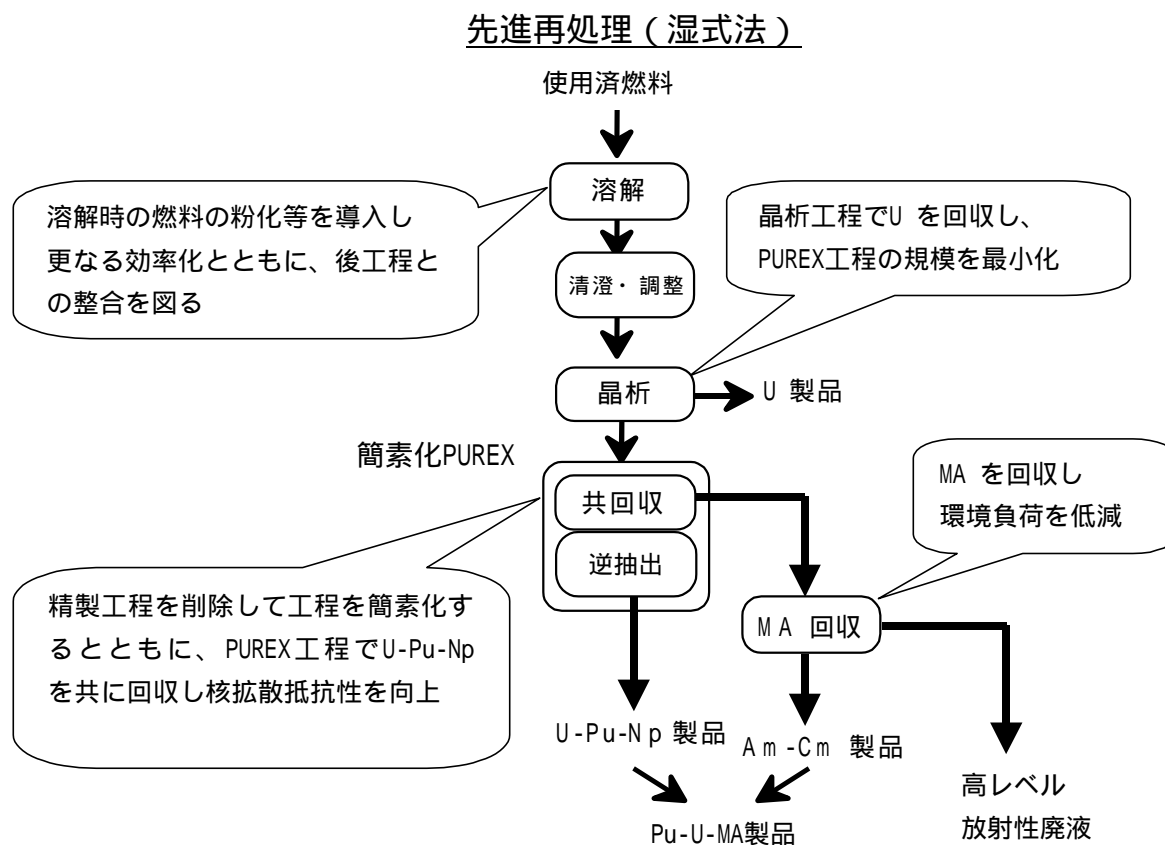 先進再処理（湿式法）
使用済燃料
溶解
溶解時の燃料の粉化等を導入し
更なる効率化とともに、後工程と
の整合を図る
晶析工程でU を回収し、
PUREX工程の規模を最小化
清澄・調整
晶析
U 製品
簡素化PUREX
共回収
逆抽出
MA を回収し
環境負荷を低減
精製工程を削除して工程を簡素化す
るとともに、PUREX工程でU-Pu-Np
を共に回収し核拡散抵抗性を向上
MA 回収
U-Pu-Np 製品
Am-Cm 製品
高レベル
放射性廃液
Pu-U-MA製品